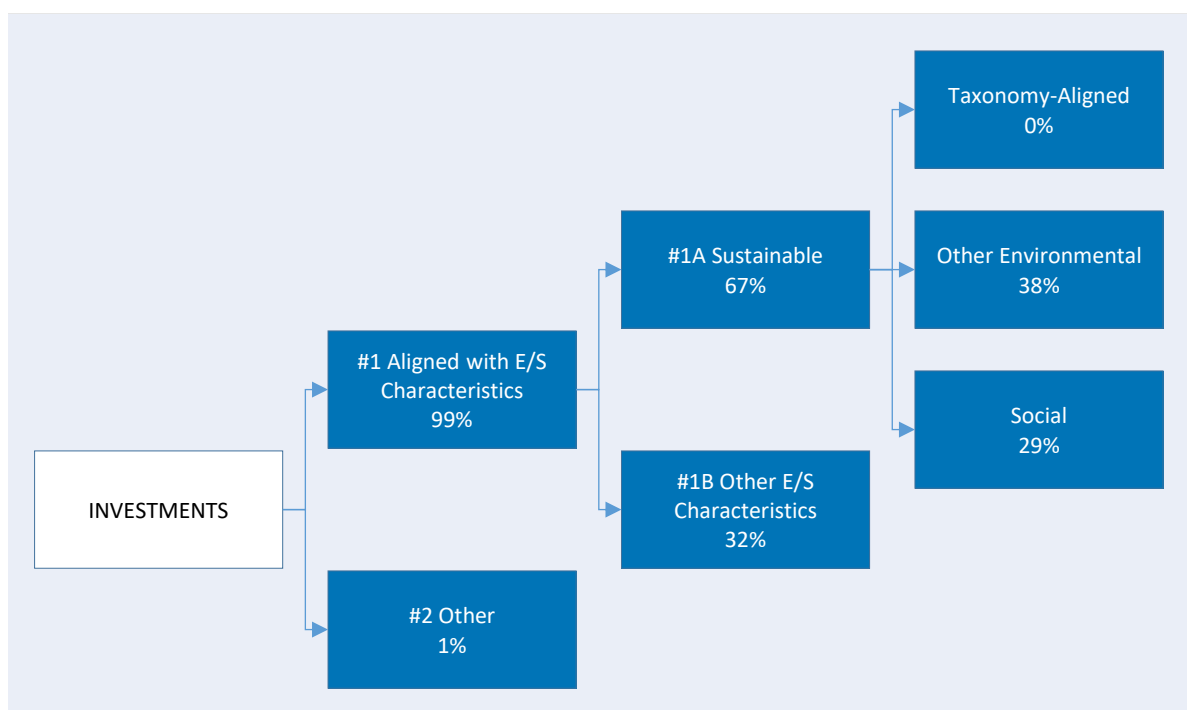 INVESTMENTS
#1 Aligned with E/S
Characteristics
99%
#2 Other
1%
#1A Sustainable
67%
#1B Other E/S
Characteristics
32%
Taxonomy-Aligned
0%
Other Environmental
38%
Social
29%